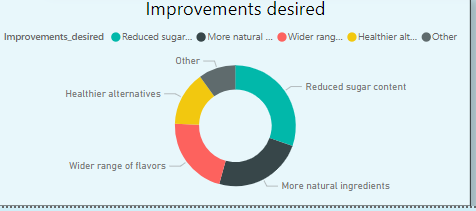 Improvements desired
Improvements_desired Reduced sugar... More natural ... Wider rang... Healthier alt... Other
Other
Healthier alternatives
Reduced sugar content
Wider range of flavors
More natural ingredients